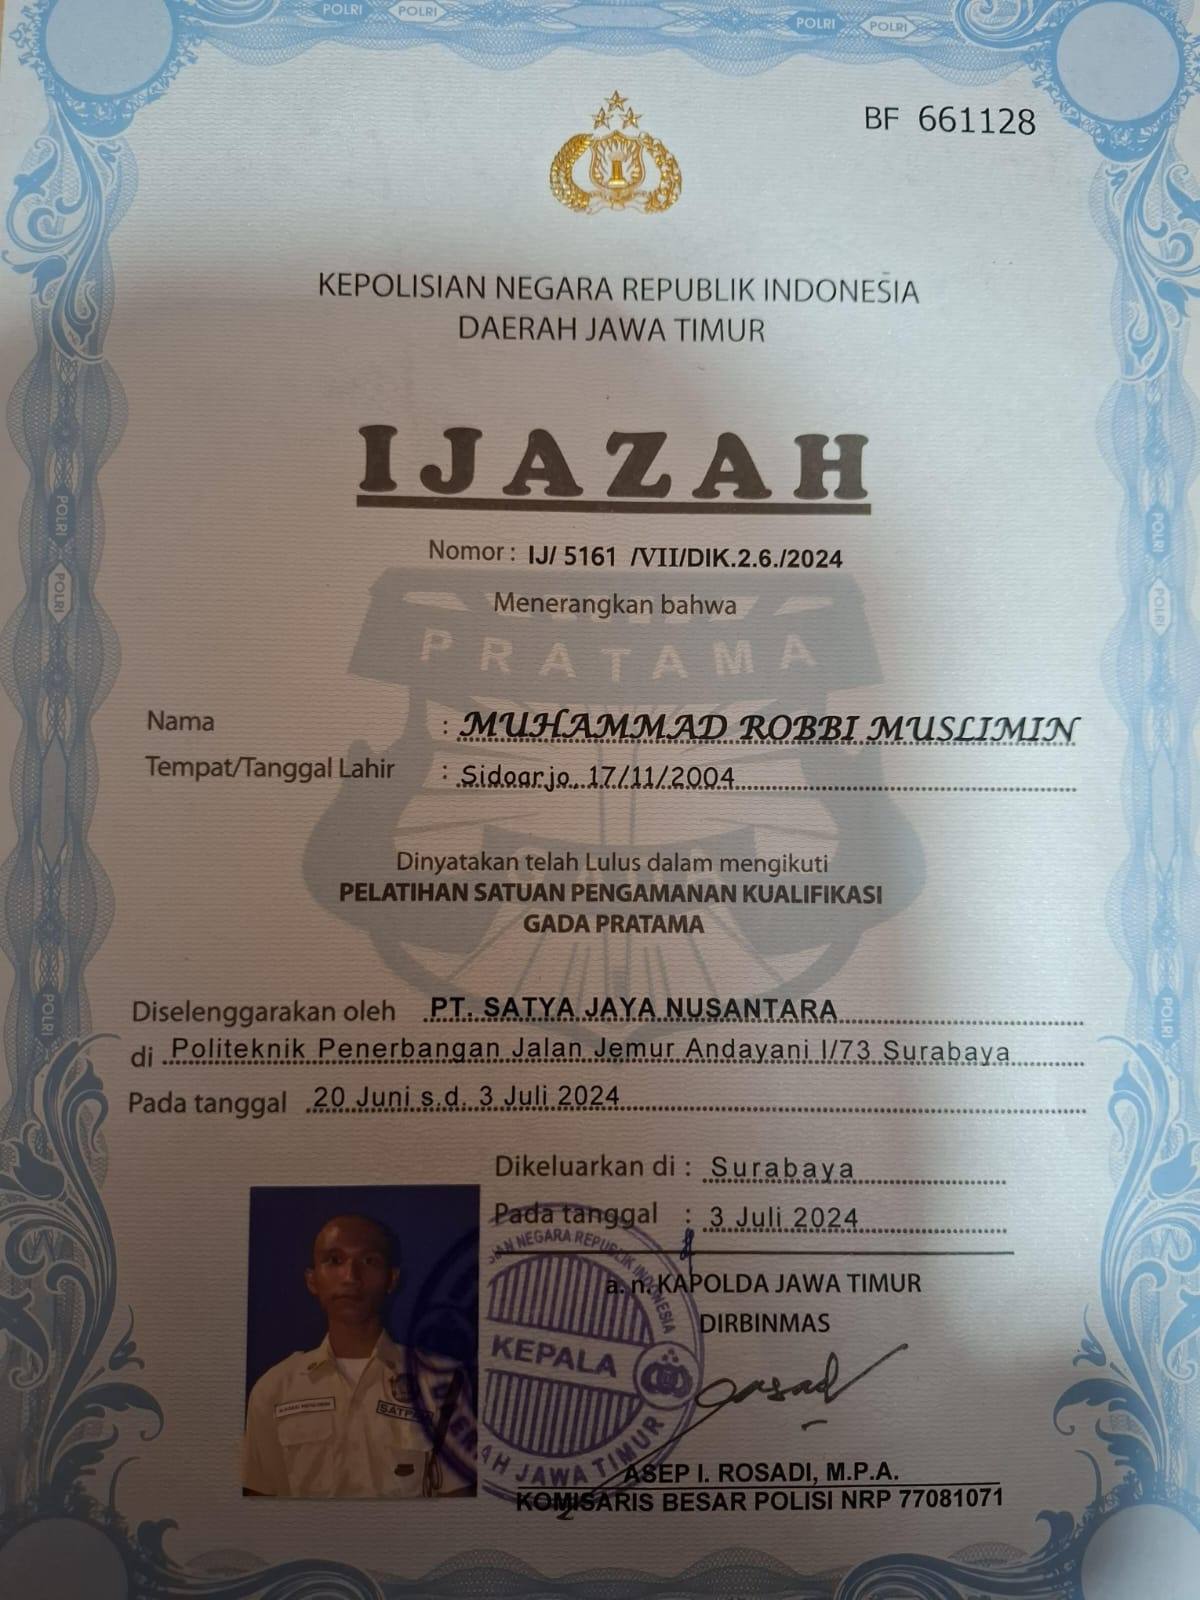 POLRI POLRI POLRI POLRI
BF 661128
KEPOLISIAN NEGARA REPUBLIK INDONESIA
DAERAH JAWA TIMUR
IJAZAH
Nomor : IJ/ 5161 /VII/DIK.2.6./2024
Menerangkan bahwa
PRATAMA
Nama : MUHAMMAD ROBBI MUSLIMIN
Tempat/Tanggal Lahir : Sidoarjo, 17/11/2004
Dinyatakan telah Lulus dalam mengikuti
PELATIHAN SATUAN PENGAMANAN KUALIFIKASI
GADA PRATAMA
Diselenggarakan oleh PT. SATYA JAYA NUSANTARA
di Politeknik Penerbangan Jalan Jemur Andayani I/73 Surabaya
Pada tanggal 20 Juni s.d. 3 Juli 2024
Dikeluarkan di : Surabaya
Pada tanggal : 3 Juli 2024
a. n. KAPOLDA JAWA TIMUR
DIRBINMAS
NEGARA REPUBLIK INDONESIA
KEPALA
JAWA TIMUR
ASEP I. ROSADI, M.P.A.
KOMISARIS BESAR POLISI NRP 77081071
POLRI
POLRI
POLRI
POLRI
POLRI
POLRI